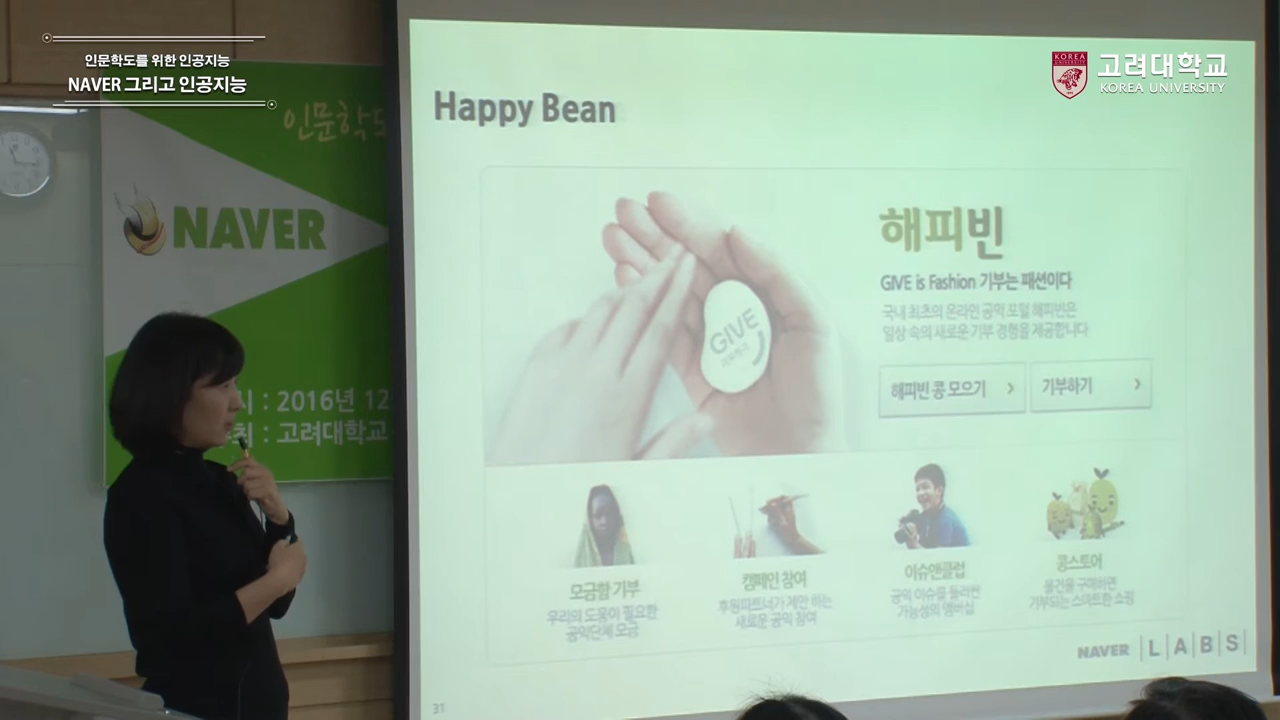 인문학도를 위한 인공지능
NAVER 그리고 인공지능
KOREA
고려대학교
KOREA UNIVERSITY
인문학도
NAVER
시 : 2016년 12
최 : 고려대학교
Happy Bean
해피빈
GIVE is Fashion 기부는 패션이다
국내 최초의 온라인 공익 포털 해피빈은
일상 속의 새로운 기부 경험을 제공합니다
GIVE
기부하기
해피빈 콩 모으기 >
기부하기 >
모금함 기부
우리의 도움이 필요한
공익단체 모금
캠페인 참여
후원파트너가 제안 하는
새로운 공익 참여
이슈앤클럽
공익 이슈를 둘러싼
가능성의 멤버십
콩스토어
물건을 구매하면
기부되는 스마트한 쇼핑
NAVER |L|A|B|S|
31